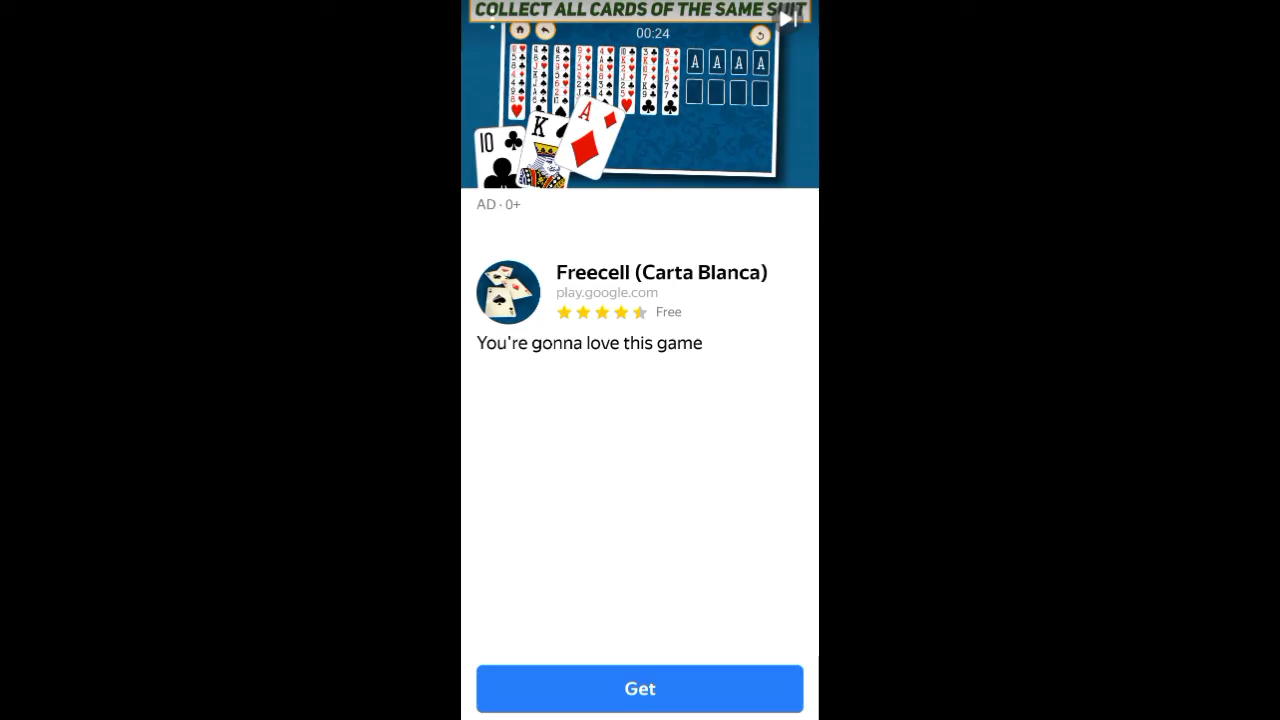 COLLECT ALL CARDS OF THE SAME SUIT
00:24
A A A A
10 K A
AD · 0+
Freecell (Carta Blanca)
play.google.com
Free
You're gonna love this game
Get